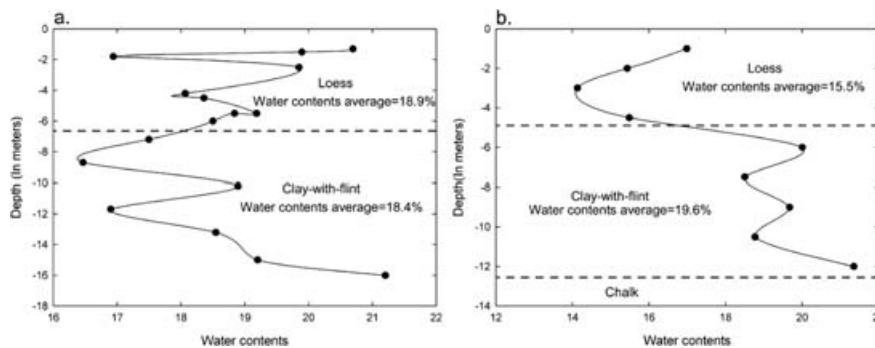 a.
0
-2
-4
-6
-8
-10
-12
-14
-16
-18
Depth (In meters)
Loess
Water contents average=18.9%
Clay-with-flint
Water contents average=18.4%
16 17 18 19 20 21 22
Water contents
b.
0
-2
-4
-6
-8
-10
-12
-14
Depth(In meters)
Loess
Water contents average=15.5%
Clay-with-flint
Water contents average=19.6%
Chalk
12 14 16 18 20 22
Water contents